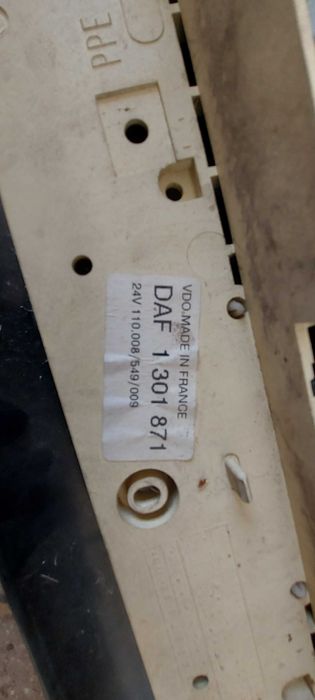 PPE
VDO.MADE IN FRANCE
DAF 1 301 871
24V 110.008/549/009